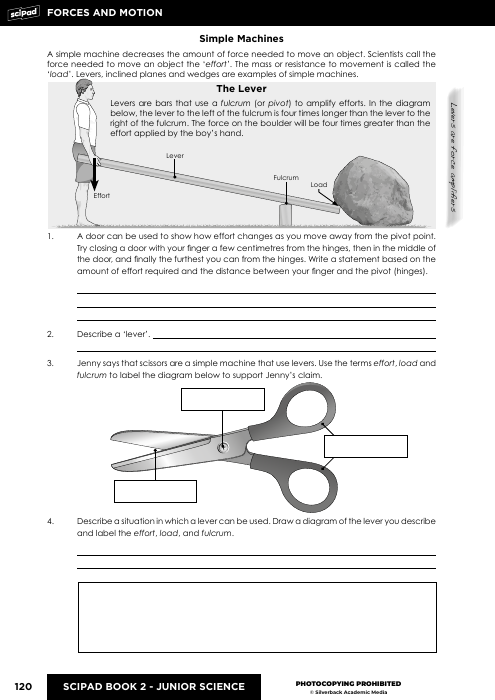 scipad FORCES AND MOTION
Simple Machines
A simple machine decreases the amount of force needed to move an object. Scientists call the
force needed to move an object the 'effort'. The mass or resistance to movement is called the
'load'. Levers, inclined planes and wedges are examples of simple machines.
The Lever
Levers are bars that use a fulcrum (or pivot) to amplify efforts. In the diagram
below, the lever to the left of the fulcrum is four times longer than the lever to the
right of the fulcrum. The force on the boulder will be four times greater than the
effort applied by the boy's hand.
Lever
Fulcrum
Load
Effort
Levers are force amplifiers
1. A door can be used to show how effort changes as you move away from the pivot point.
Try closing a door with your finger a few centimetres from the hinges, then in the middle of
the door, and finally the furthest you can from the hinges. Write a statement based on the
amount of effort required and the distance between your finger and the pivot (hinges).
2. Describe a 'lever'.
3. Jenny says that scissors are a simple machine that use levers. Use the terms effort, load and
fulcrum to label the diagram below to support Jenny's claim.
4. Describe a situation in which a lever can be used. Draw a diagram of the lever you describe
and label the effort, load, and fulcrum.
120 SCIPAD BOOK 2 - JUNIOR SCIENCE
PHOTOCOPYING PROHIBITED
© Silverback Academic Media